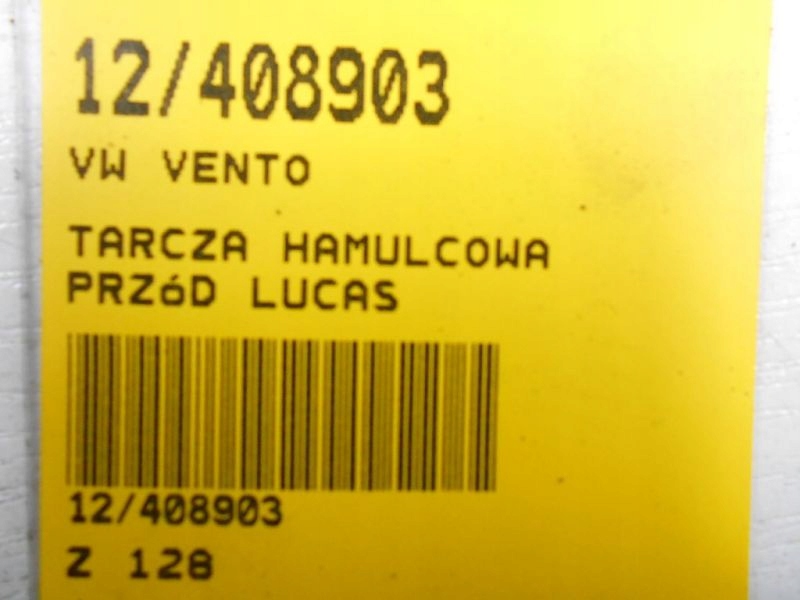 12/408903
VW VENTO
TARCZA HAMULCOWA
PRZóD LUCAS
12/408903
Z 128